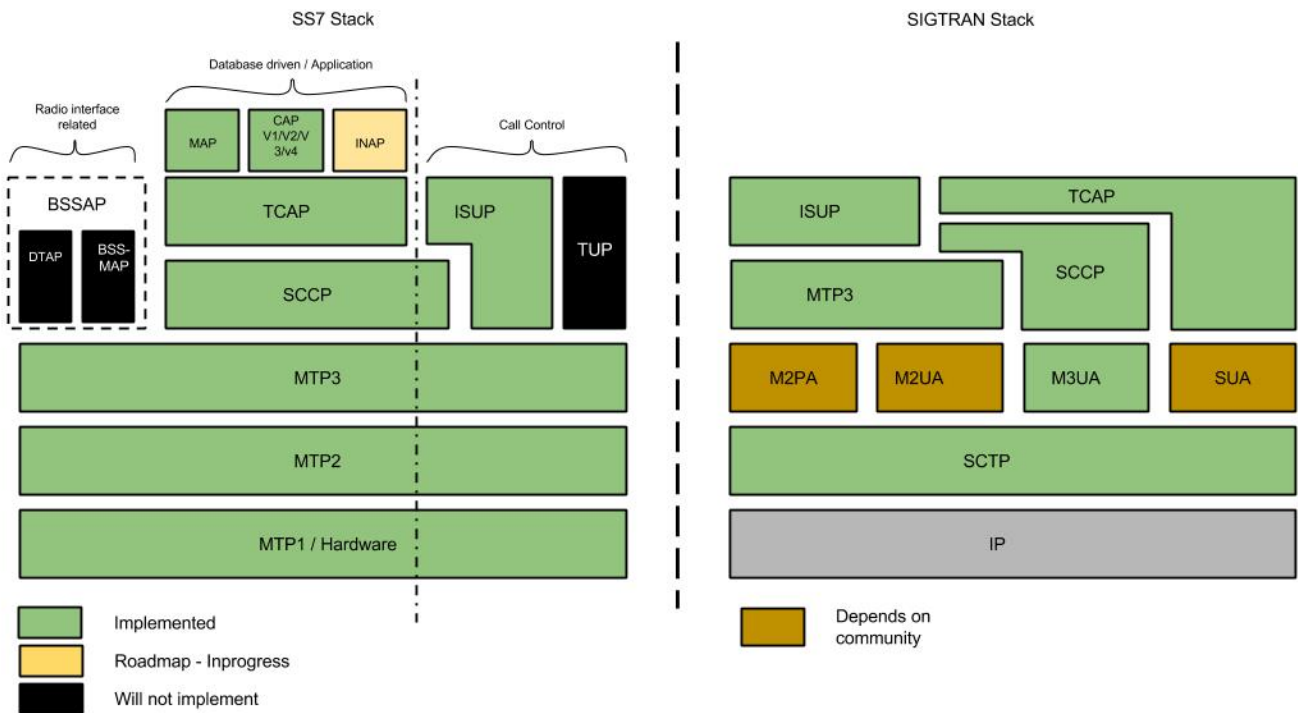 SS7 Stack
SIGTRAN Stack
Database driven / Application
Radio interface
related
Call Control
MAP
CAP
V1/V2/V
3/v4
INAP
BSSAP
DTAP
BSS-
MAP
TCAP
ISUP
TUP
SCCP
MTP3
MTP2
MTP1 / Hardware
ISUP
TCAP
SCCP
MTP3
M2PA
M2UA
M3UA
SUA
SCTP
IP
Implemented
Roadmap - Inprogress
Will not implement
Depends on
community